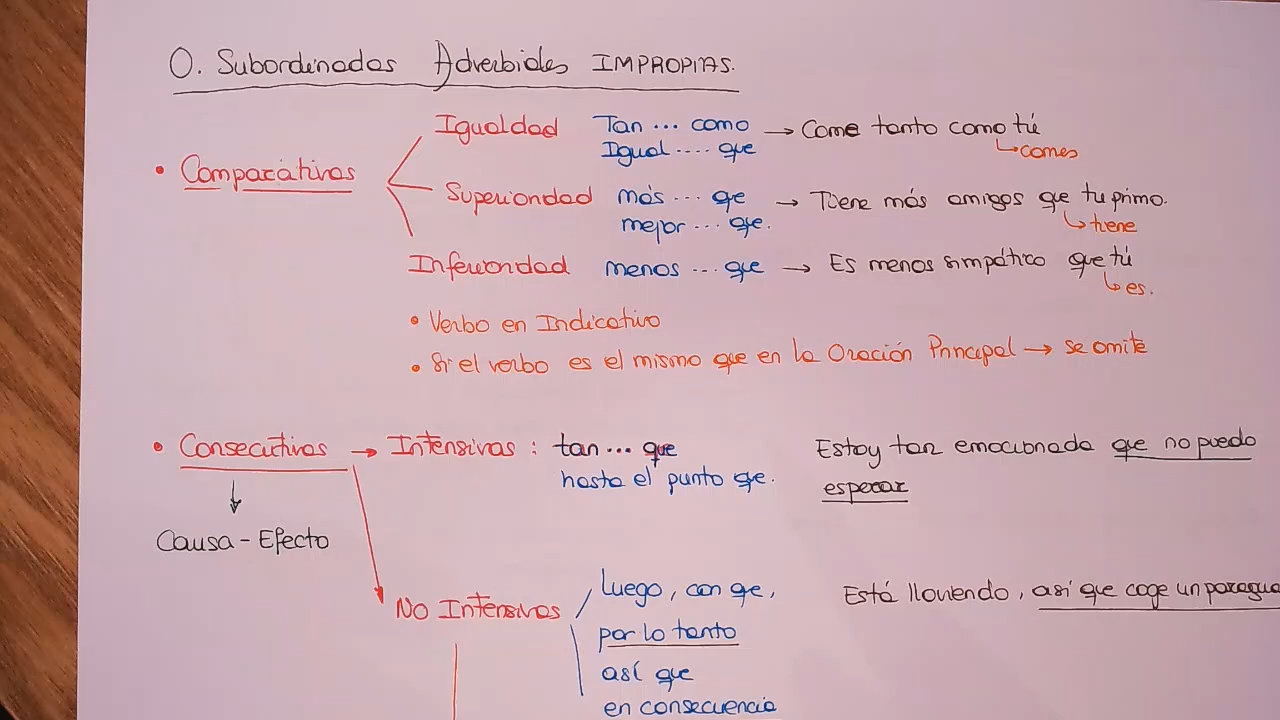 O. Subordinadas Adverbiales IMPROPIAS.
Igualdad Tan ... como → Come tanto como tú
Igual .... que ↳comes
• Comparativas
Superioridad más ... que → Tiene más amigos que tu primo.
mejor ... que. ↳tiene
Inferioridad menos ... que → Es menos simpático que tú
↳es.
• Verbo en Indicativo
• Si el verbo es el mismo que en la Oración Principal → se omite
• Consecutivas → Intensivas : tan... que Estoy tan emocionada que no puedo
hasta el punto que. esperar
Causa - Efecto
Luego, con que, Está lloviendo, así que coge un paragua
No Intensivas
por lo tanto
así que
en consecuencia